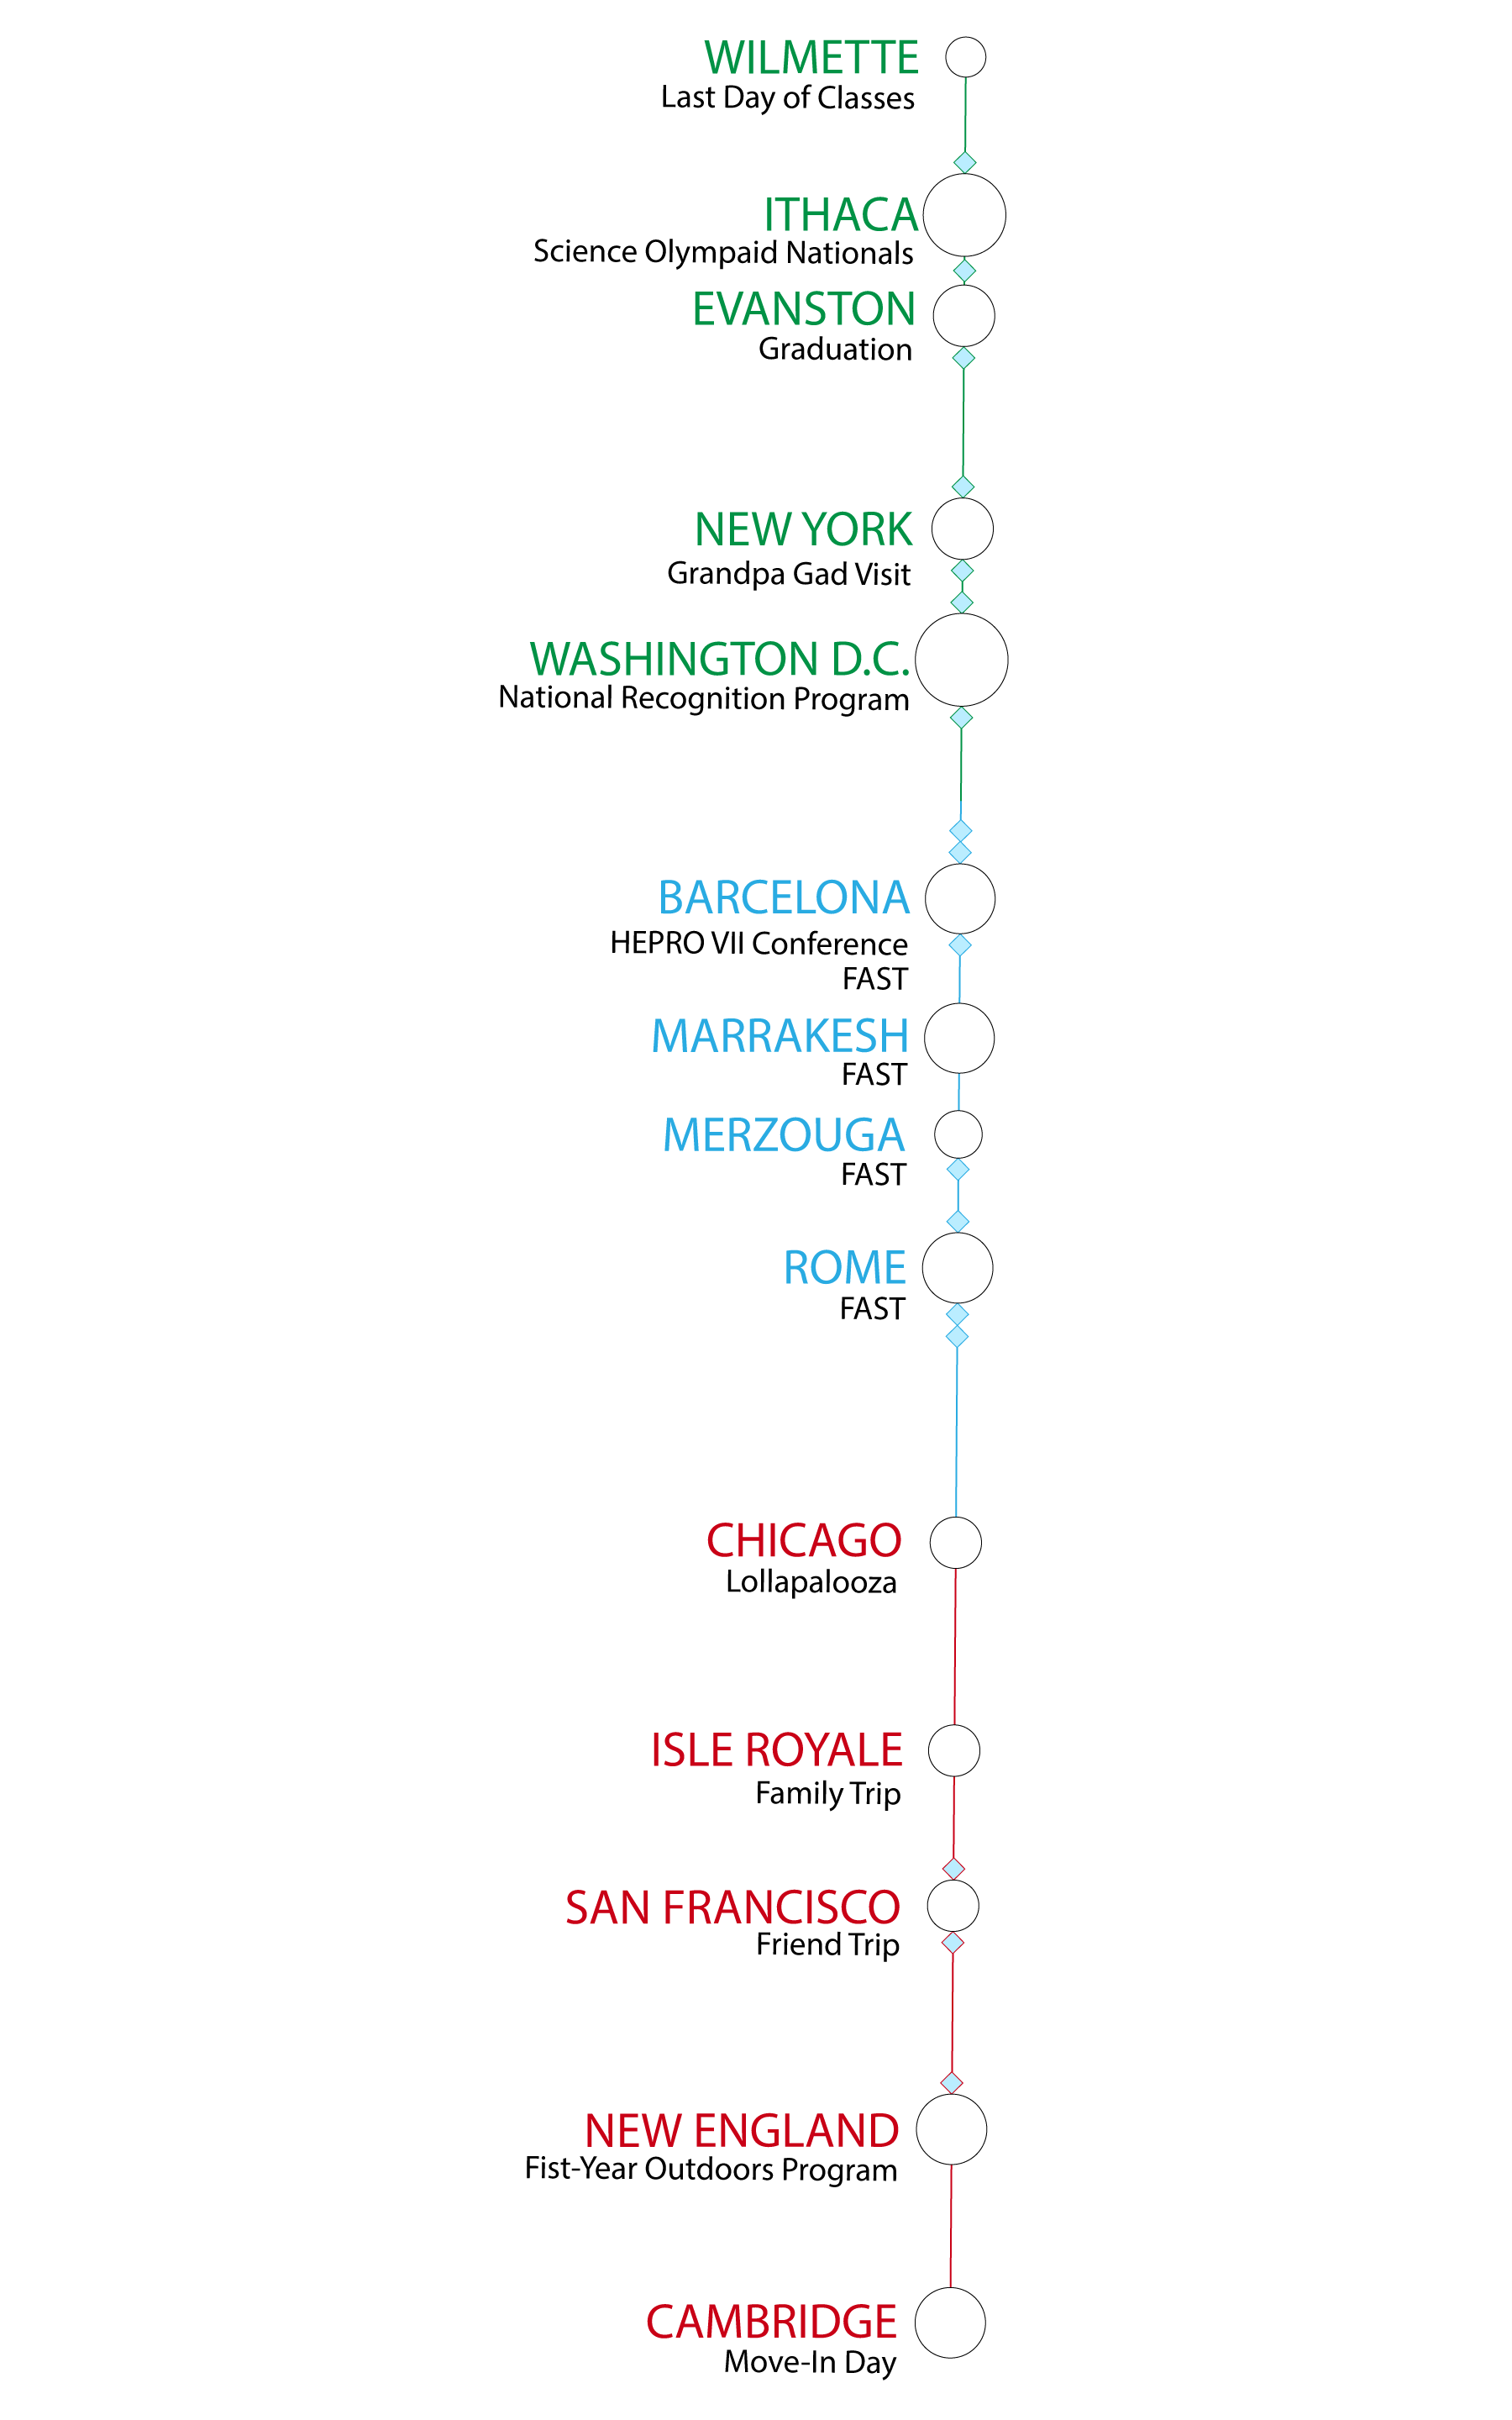 WILMETTE
Last Day of Classes
ITHACA
Science Olympaid Nationals
EVANSTON
Graduation
NEW YORK
Grandpa Gad Visit
WASHINGTON D.C.
National Recognition Program
BARCELONA
HEPRO VII Conference
FAST
MARRAKESH
FAST
MERZOUGA
FAST
ROME
FAST
CHICAGO
Lollapalooza
ISLE ROYALE
Family Trip
SAN FRANCISCO
Friend Trip
NEW ENGLAND
Fist-Year Outdoors Program
CAMBRIDGE
Move-In Day